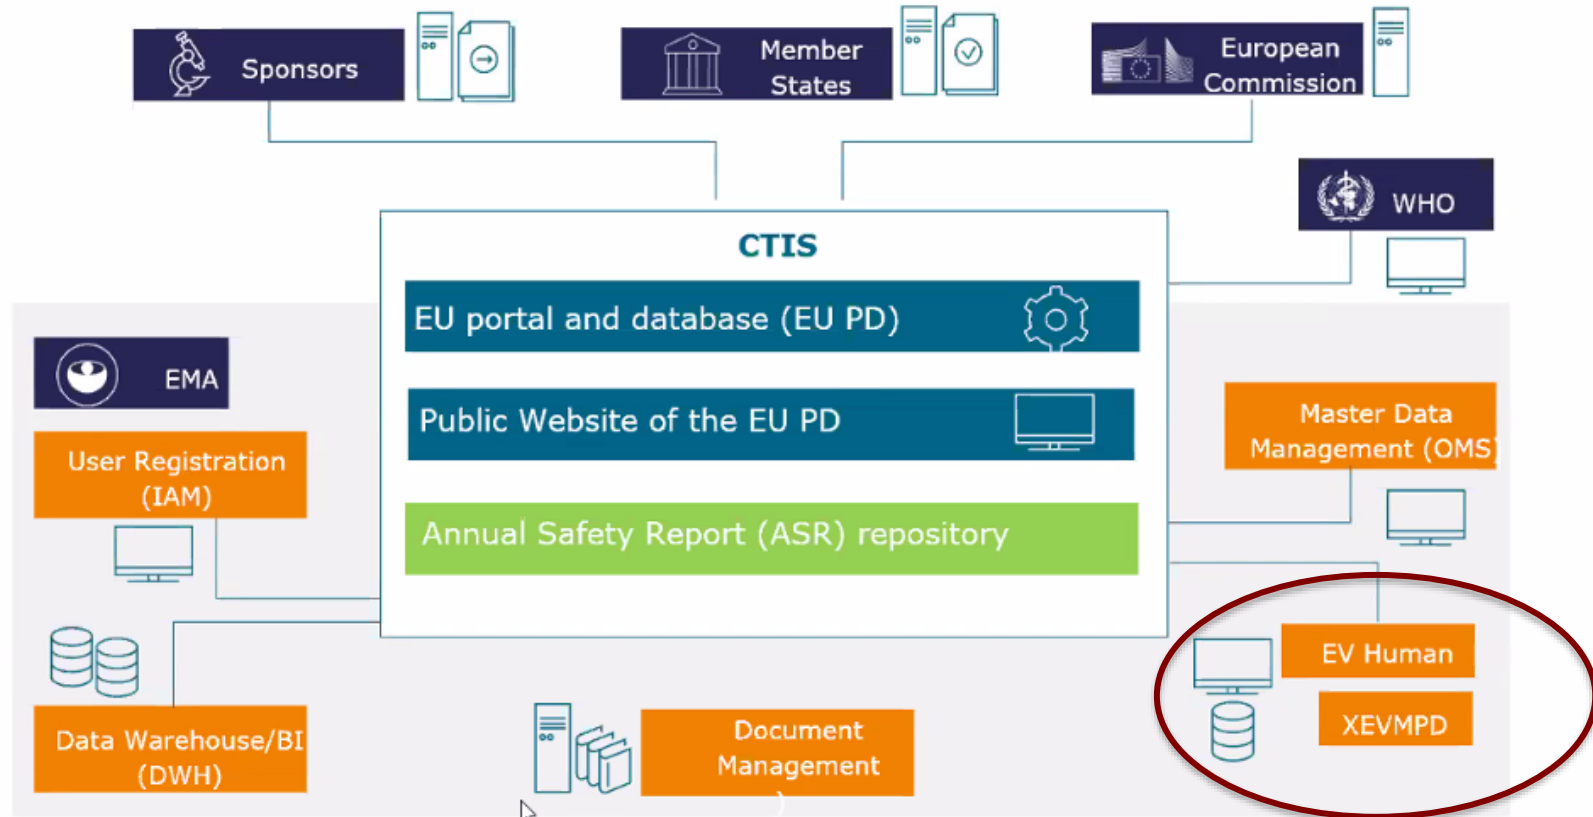 Sponsors
Member
States
European
Commission
WHO
CTIS
EU portal and database (EU PD)
Public Website of the EU PD
Annual Safety Report (ASR) repository
EMA
User Registration
(IAM)
Data Warehouse/BI
(DWH)
Document
Management
)
Master Data
Management (OMS)
EV Human
XEVMPD